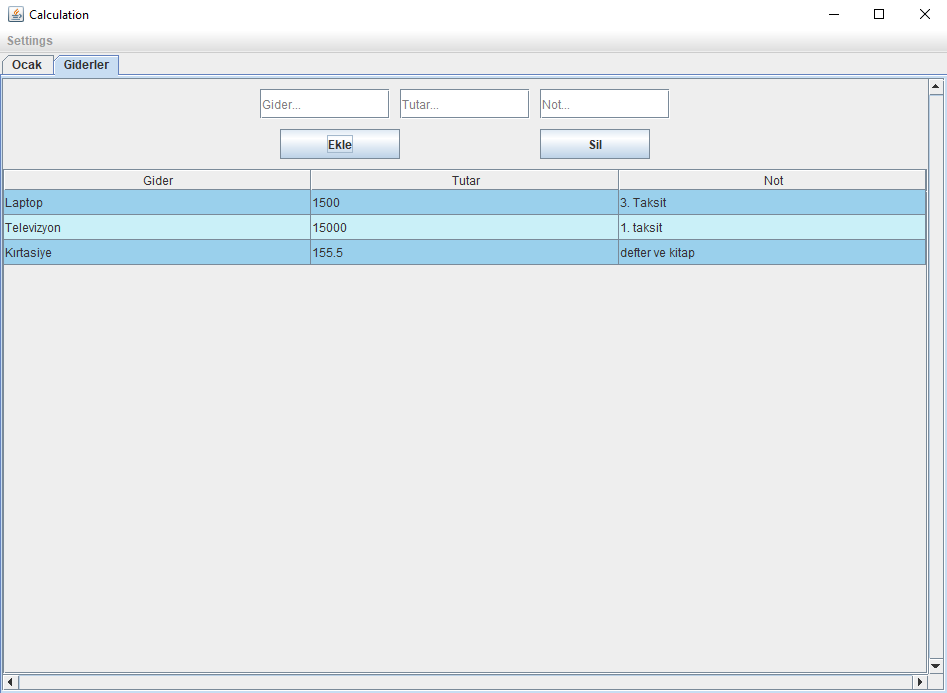 Calculation
Settings
Ocak Giderler
Gider... Tutar... Not...
Ekle Sil
Gider Tutar Not
Laptop 1500 3. Taksit
Televizyon 15000 1. taksit
Kırtasiye 155.5 defter ve kitap